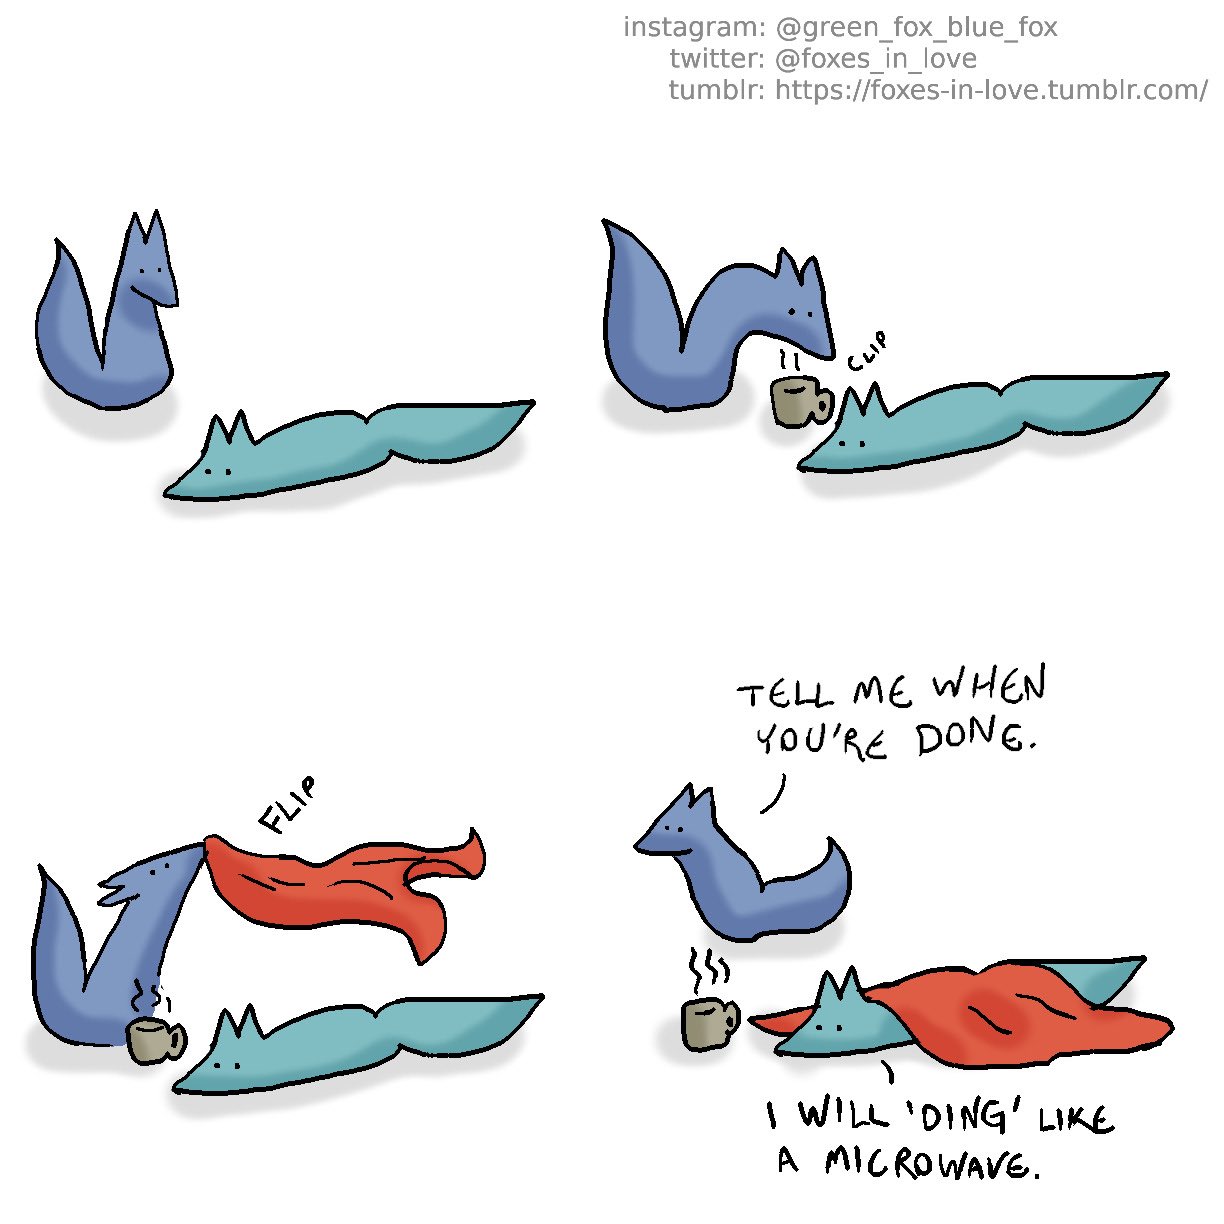 instagram: @green_fox_blue_fox
twitter: @foxes_in_love
tumblr: https://foxes-in-love.tumblr.com/
CLIP
FLIP
TELL ME WHEN
YOU'RE DONE.
I WILL 'DING' LIKE
A MICROWAVE.